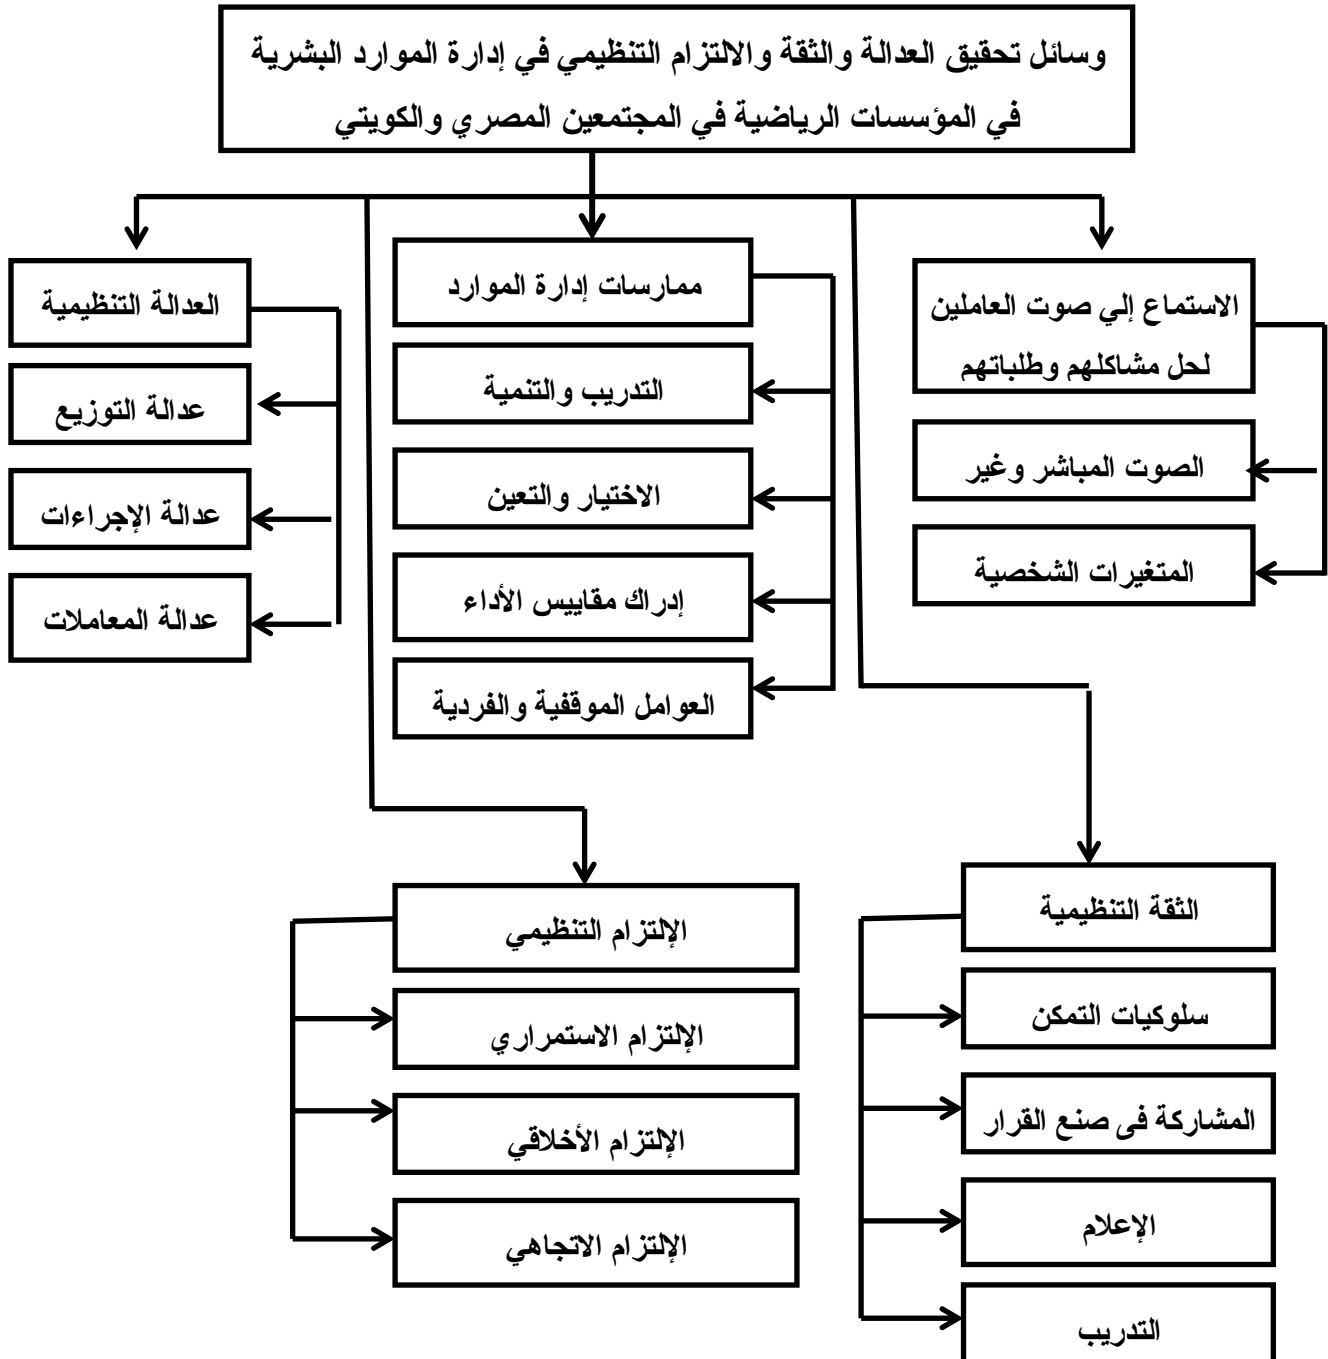 وسائل تحقيق العدالة والثقة والالتزام التنظيمي في إدارة الموارد البشرية
في المؤسسات الرياضية في المجتمعين المصري والكويتي
الاستماع إلي صوت العاملين
لحل مشاكلهم وطلباتهم
الصوت المباشر وغير
المتغيرات الشخصية
ممارسات إدارة الموارد
التدريب والتنمية
الاختيار والتعين
إدراك مقاييس الأداء
العوامل الموقفية والفردية
العدالة التنظيمية
عدالة التوزيع
عدالة الإجراءات
عدالة المعاملات
الثقة التنظيمية
سلوكيات التمكن
المشاركة فى صنع القرار
الإعلام
التدريب
الإلتزام التنظيمي
الإلتزام الاستمراري
الإلتزام الأخلاقي
الإلتزام الاتجاهي